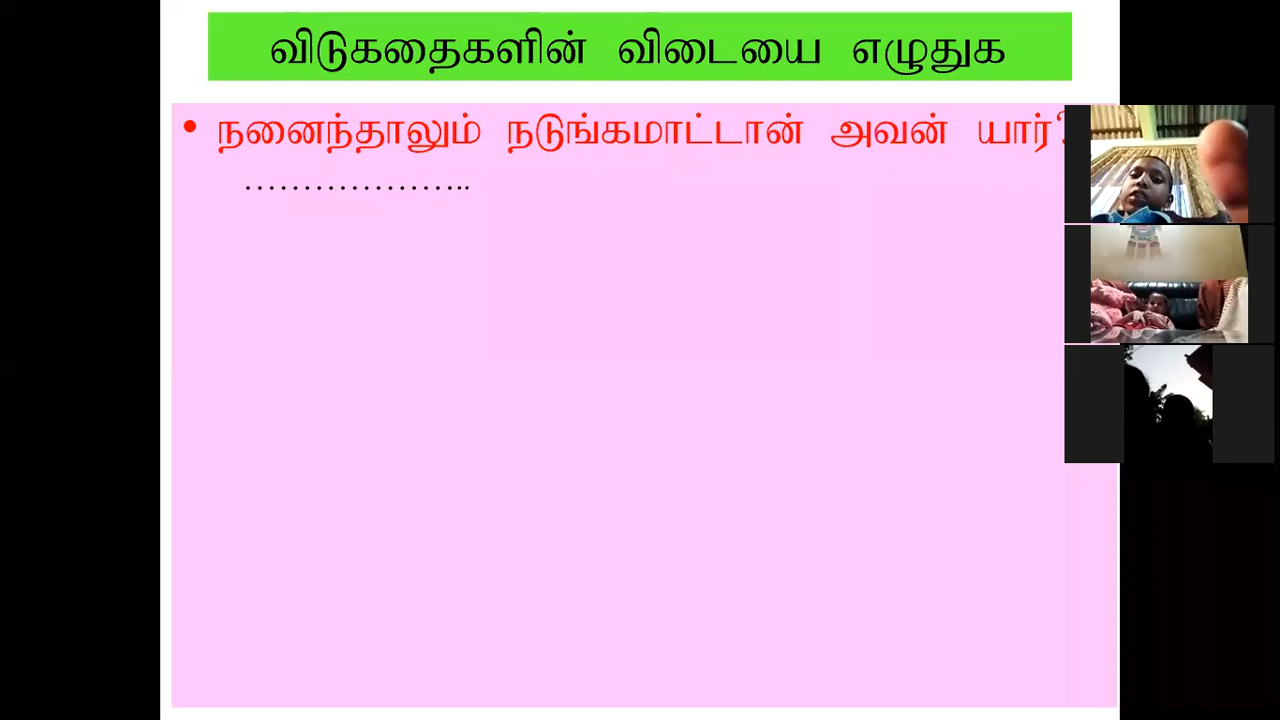 விடுகதைகளின் விடையை எழுதுக
• நனைந்தாலும் நடுங்கமாட்டான் அவன் யார்?
………………..